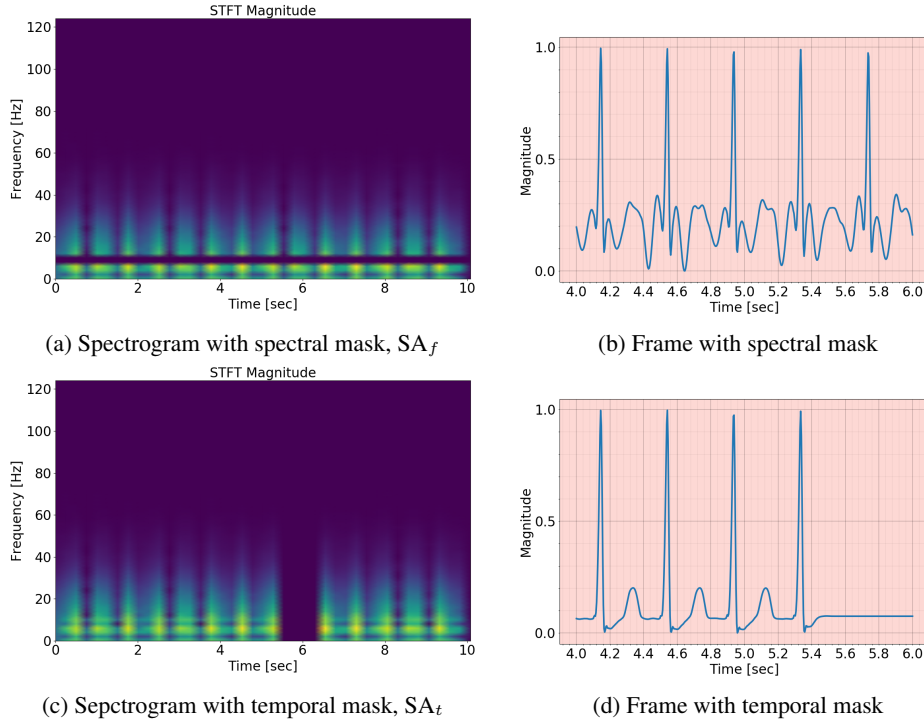 STFT Magnitude
120
100
80
60
40
20
0
Frequency [Hz]
0 2 4 6 8 10
Time [sec]
(a) Spectrogram with spectral mask, SAf
1.0
0.5
0.0
Magnitude
4.0 4.2 4.4 4.6 4.8 5.0 5.2 5.4 5.6 5.8 6.0
Time [sec]
(b) Frame with spectral mask
STFT Magnitude
120
100
80
60
40
20
0
Frequency [Hz]
0 2 4 6 8 10
Time [sec]
(c) Sepctrogram with temporal mask, SAt
1.0
0.5
0.0
Magnitude
4.0 4.2 4.4 4.6 4.8 5.0 5.2 5.4 5.6 5.8 6.0
Time [sec]
(d) Frame with temporal mask